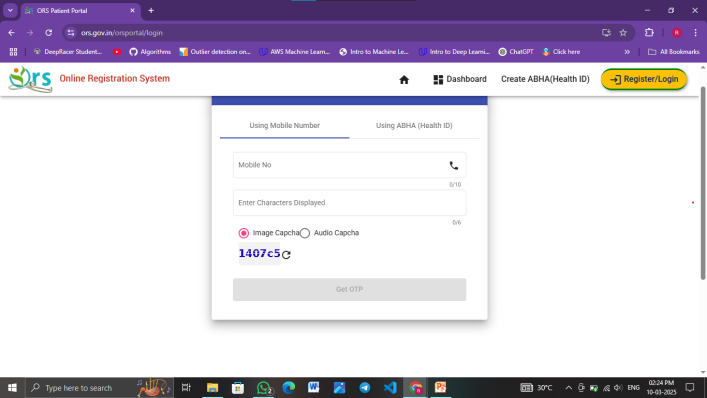 ORS Patient Portal
ors.gov.in/orsportal/login
DeepRacer Student...
Algorithms
Outlier detection on...
AWS Machine Learn...
Intro to Machine Le...
Intro to Deep Learni...
ChatGPT
Click here
All Bookmarks
Ors
Online Registration System
Dashboard
Create ABHA(Health ID)
Register/Login
Using Mobile Number
Using ABHA (Health ID)
Mobile No
0/10
Enter Characters Displayed
0/6
Image Capcha
Audio Capcha
1407c5
Get OTP
Type here to search
2
30°C
ENG
02:24 PM
10-03-2025